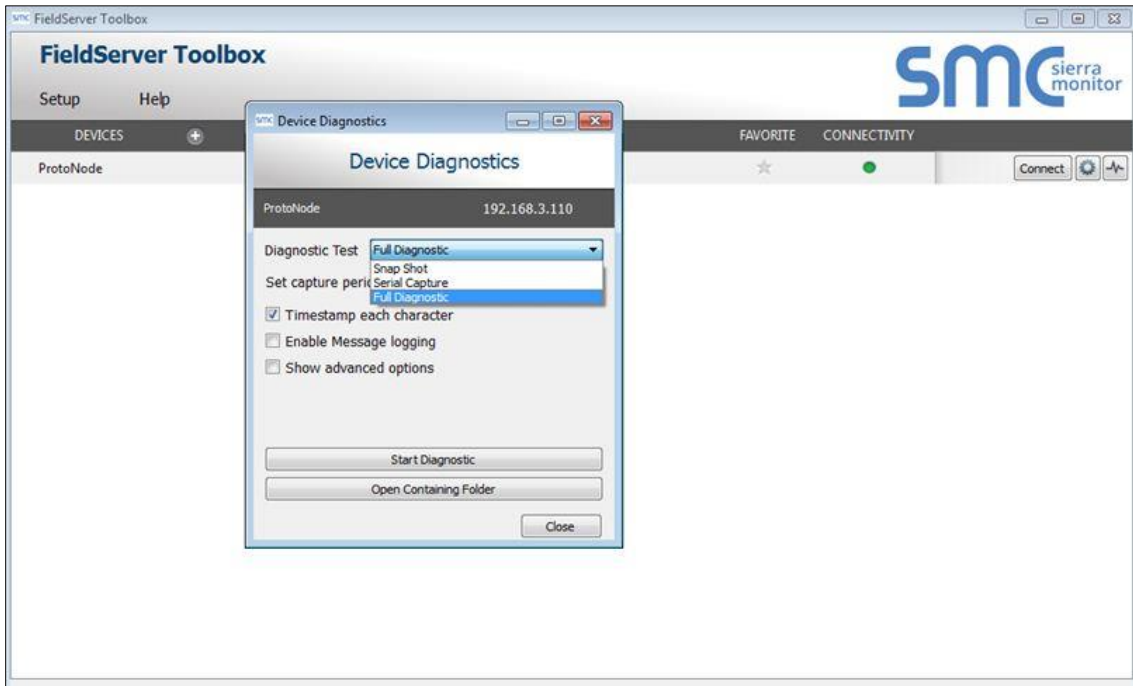 SMC FieldServer Toolbox
FieldServer Toolbox
smc sierra monitor
Setup Help
DEVICES FAVORITE CONNECTIVITY
ProtoNode Connect
SMC Device Diagnostics
Device Diagnostics
ProtoNode 192.168.3.110
Diagnostic Test Full Diagnostic
Snap Shot
Set capture Serial Capture
Full Diagnostic
Timestamp each character
Enable Message logging
Show advanced options
Start Diagnostic
Open Containing Folder
Close